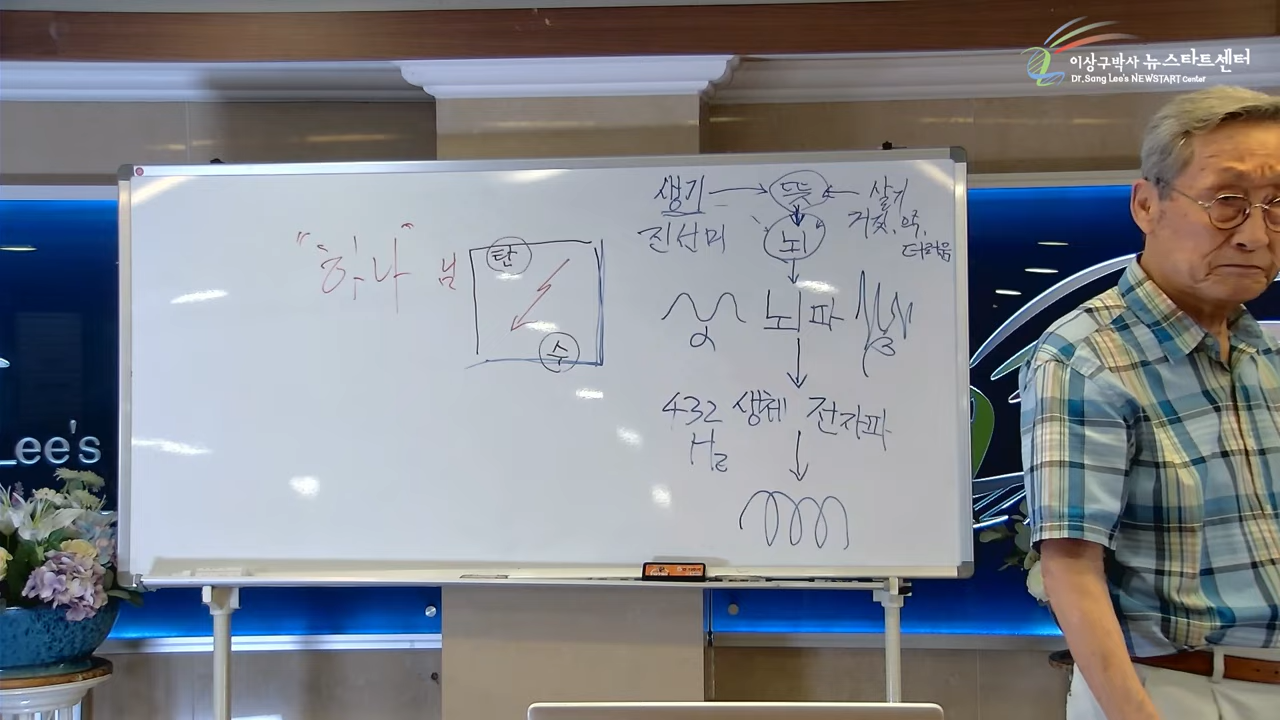 이상구박사 뉴스타트센터
Dr. Sang Lee's NEWSTART Center
생기 → 뜻 ← 살기
진선미 뇌 거짓, 악, 더러움
"하나"님 탄
수
α 뇌파 β
432 생체 전자파
Hz
Lee's